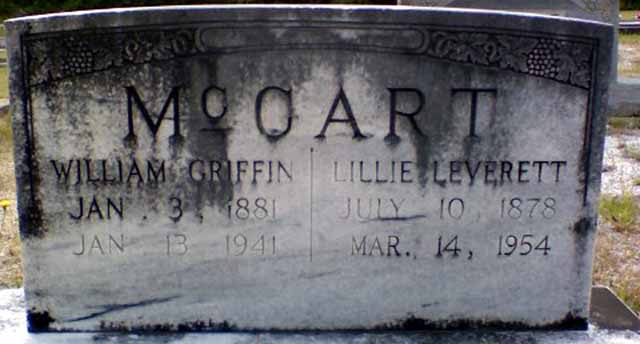 McCART
WILLIAM GRIFFIN
JAN. 3, 1881
JAN. 13, 1941
LILLIE LEVERETT
JULY 10, 1878
MAR. 14, 1954